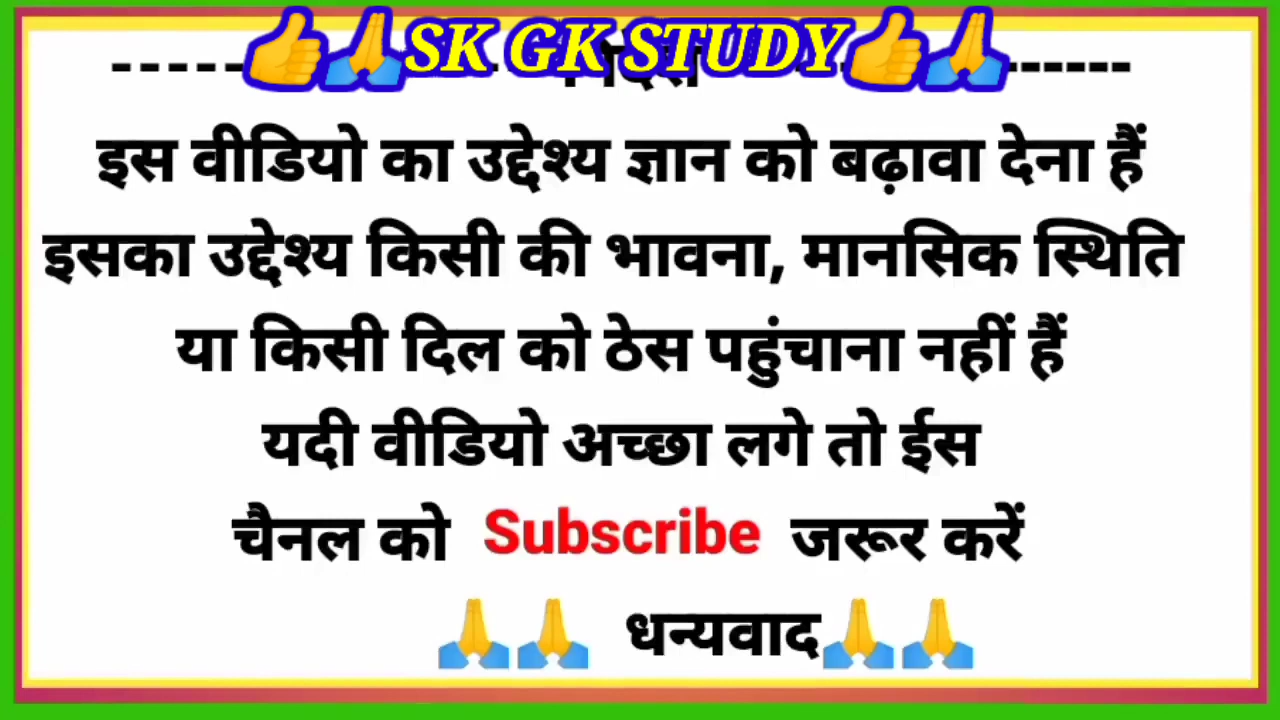 👍🙏SK GK STUDY👍🙏
इस वीडियो का उद्देश्य ज्ञान को बढ़ावा देना हैं
इसका उद्देश्य किसी की भावना, मानसिक स्थिति
या किसी दिल को ठेस पहुंचाना नहीं हैं
यदी वीडियो अच्छा लगे तो ईस
चैनल को Subscribe जरूर करें
🙏🙏 धन्यवाद🙏🙏